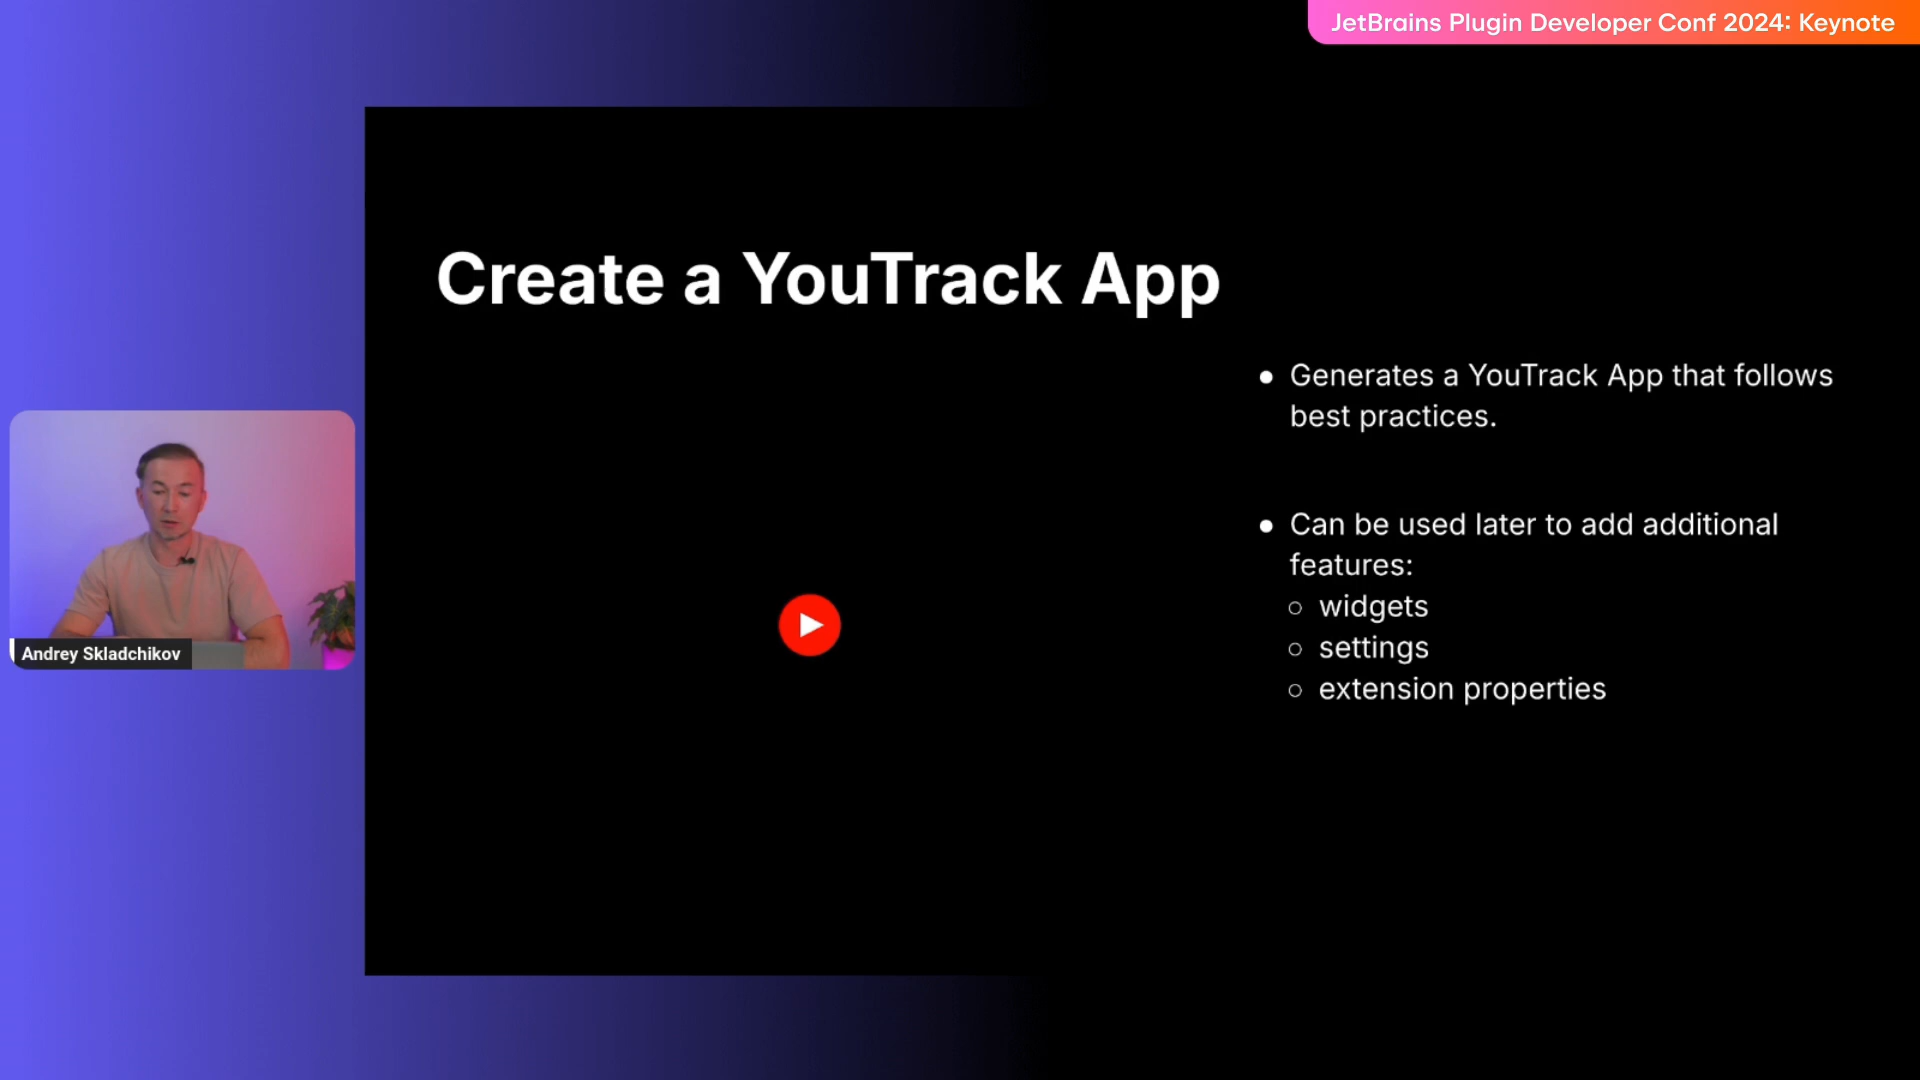 JetBrains Plugin Developer Conf 2024: Keynote
Create a YouTrack App
● Generates a YouTrack App that follows
best practices.
● Can be used later to add additional
features:
○ widgets
○ settings
○ extension properties
Andrey Skladchikov